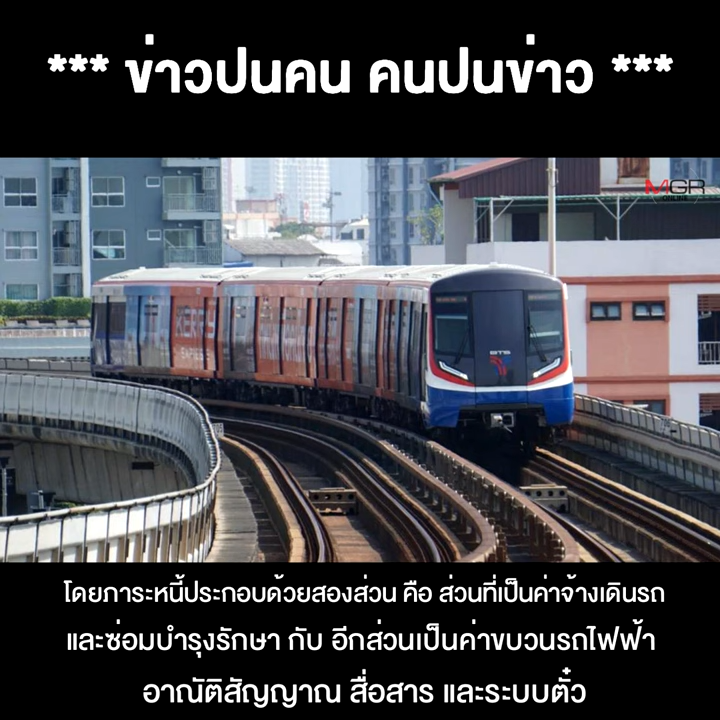 *** ข่าวปนคน คนปนข่าว ***
MGR
ONLINE
KERRY
EXPRESS
BTS
โดยภาระหนี้ประกอบด้วยสองส่วน คือ ส่วนที่เป็นค่าจ้างเดินรถ
และซ่อมบำรุงรักษา กับ อีกส่วนเป็นค่าขบวนรถไฟฟ้า
อาณัติสัญญาณ สื่อสาร และระบบตั๋ว